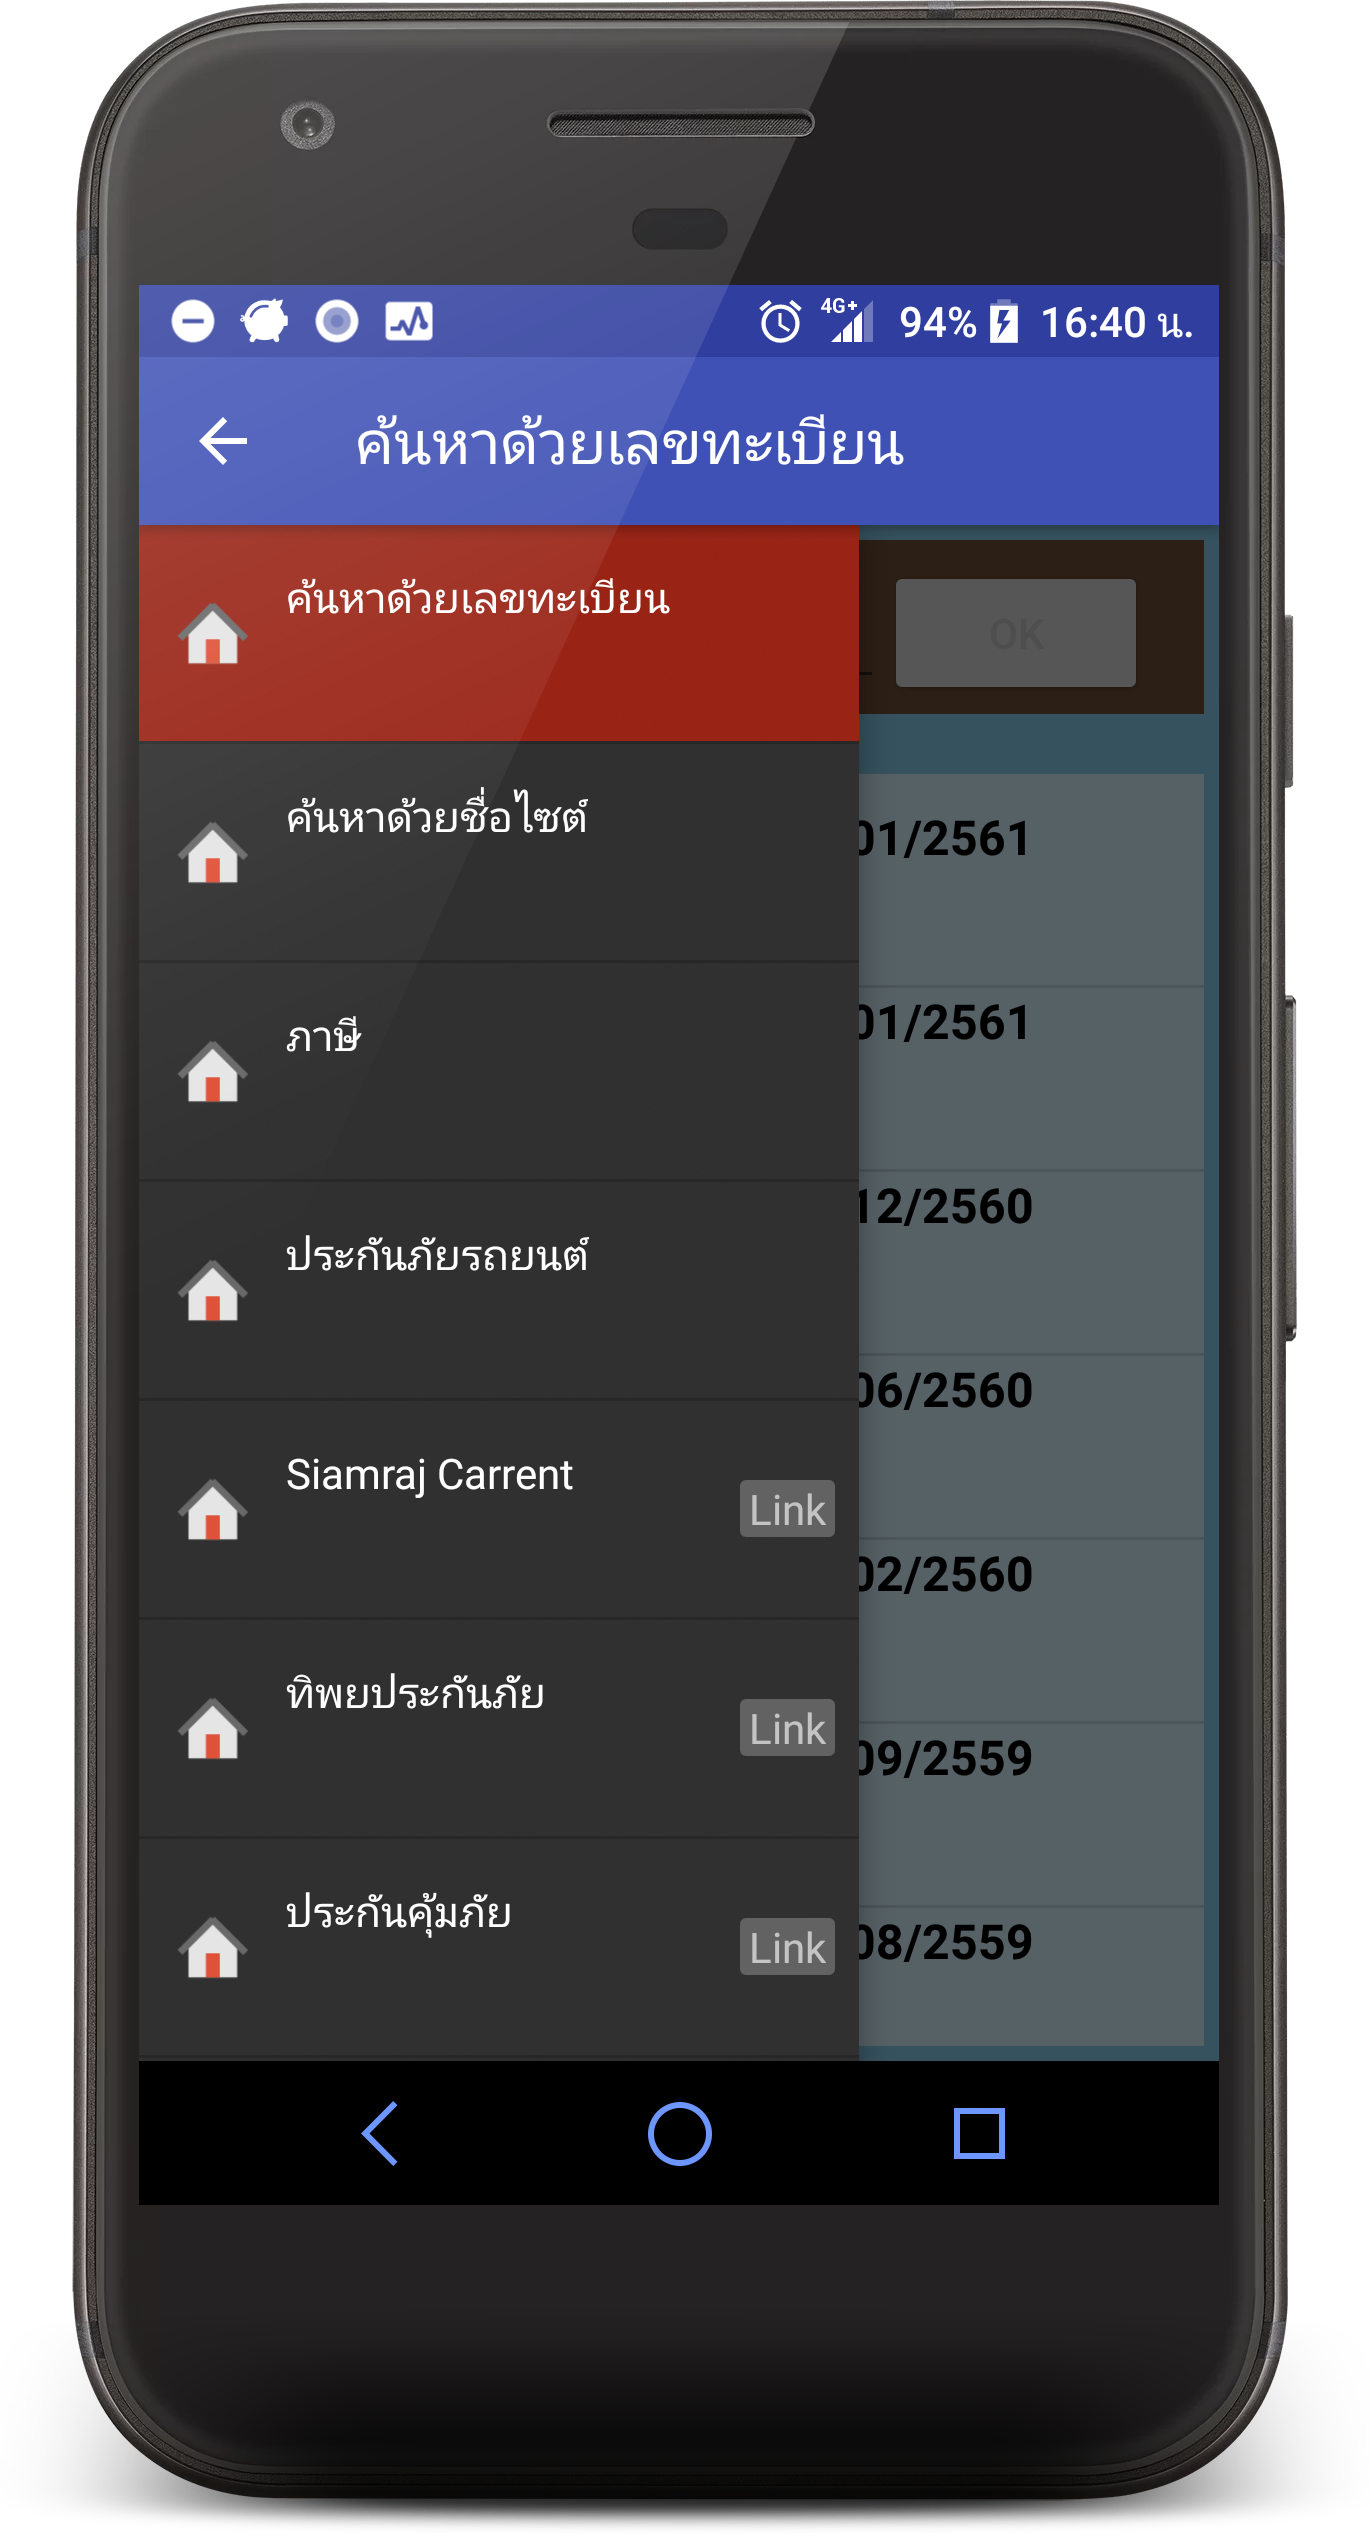 4G+ 94% 16:40 น.
ค้นหาด้วยเลขทะเบียน
ค้นหาด้วยเลขทะเบียน
OK
ค้นหาด้วยชื่อไซต์
01/2561
ภาษี
01/2561
ประกันภัยรถยนต์
12/2560
06/2560
Siamraj Carrent
Link
02/2560
ทิพยประกันภัย
Link
09/2559
ประกันคุ้มภัย
Link
08/2559